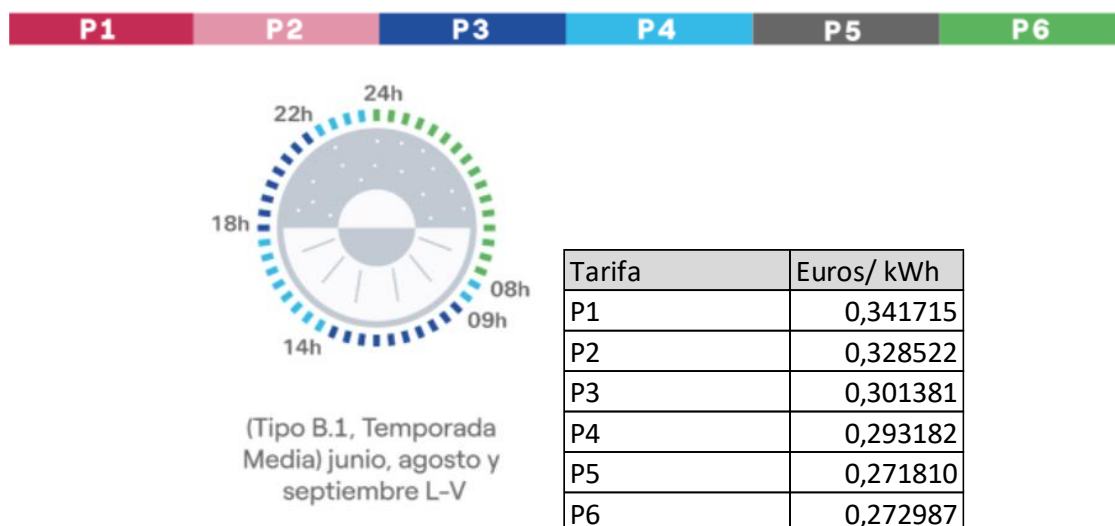 P1 P2 P3 P4 P5 P6
24h
22h
18h
08h
09h
14h
(Tipo B.1, Temporada
Media) junio, agosto y
septiembre L-V
Tarifa Euros/ kWh
P1 0,341715
P2 0,328522
P3 0,301381
P4 0,293182
P5 0,271810
P6 0,272987